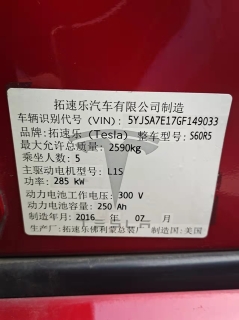 拓速乐汽车有限公司制造
车辆识别代号（VIN）: 5YJSA7E17GF149033
品牌: 拓速乐 (Tesla) 整车型号: S60R5
最大允许总质量: 2590kg
乘坐人数: 5
主驱动电机型号: L1S
功率: 285 kW
动力电池工作电压: 300 V
动力电池容量: 250 Ah
制造年月: 2016 年 07 月
生产厂: 拓速乐佛利蒙总装厂 制造国: 美国